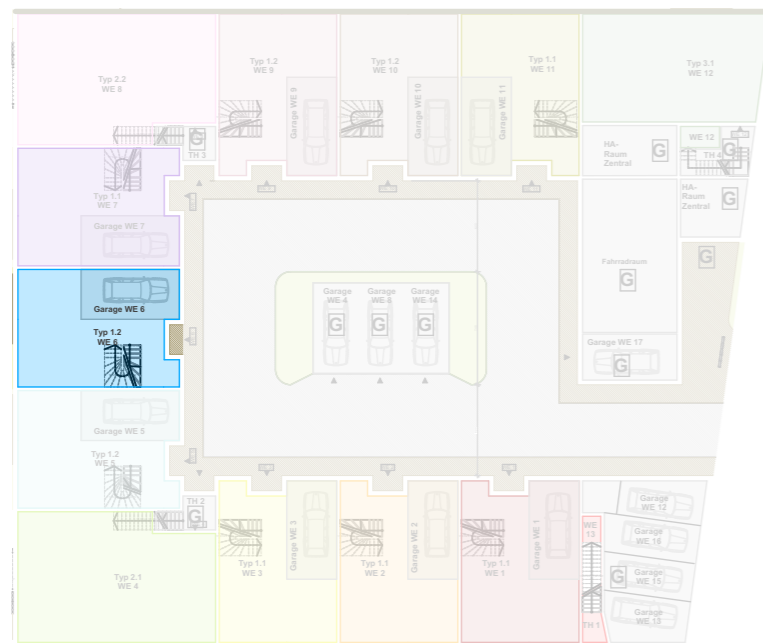 Typ 2.2
WE 8
Typ 1.2
WE 9
Garage WE 9
Typ 1.2
WE 10
Garage WE 10
Garage WE 11
Typ 1.1
WE 11
Typ 3.1
WE 12
G
TH 3
HA-
Raum
Zentral
G
WE 12
TH 4
G
HA-
Raum
Zentral
G
Typ 1.1
WE 7
Garage WE 7
Garage WE 6
Typ 1.2
WE 6
Garage
WE 4
Garage
WE 8
Garage
WE 14
G
G
G
Fahrradraum
G
G
Garage WE 17
G
Garage WE 5
Typ 1.2
WE 5
TH 2
G
Typ 2.1
WE 4
Typ 1.1
WE 3
Garage WE 3
Typ 1.1
WE 2
Garage WE 2
Typ 1.1
WE 1
Garage WE 1
WE
13
TH 1
Garage
WE 12
Garage
WE 16
G
Garage
WE 15
Garage
WE 13